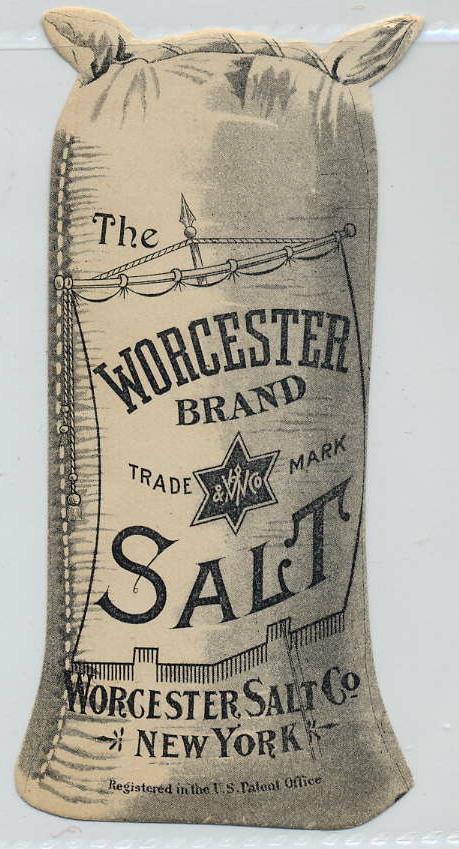 The
WORCESTER
BRAND
TRADE MARK
SALT
WORCESTER SALT Co
NEW YORK
Registered in the U.S. Patent Office